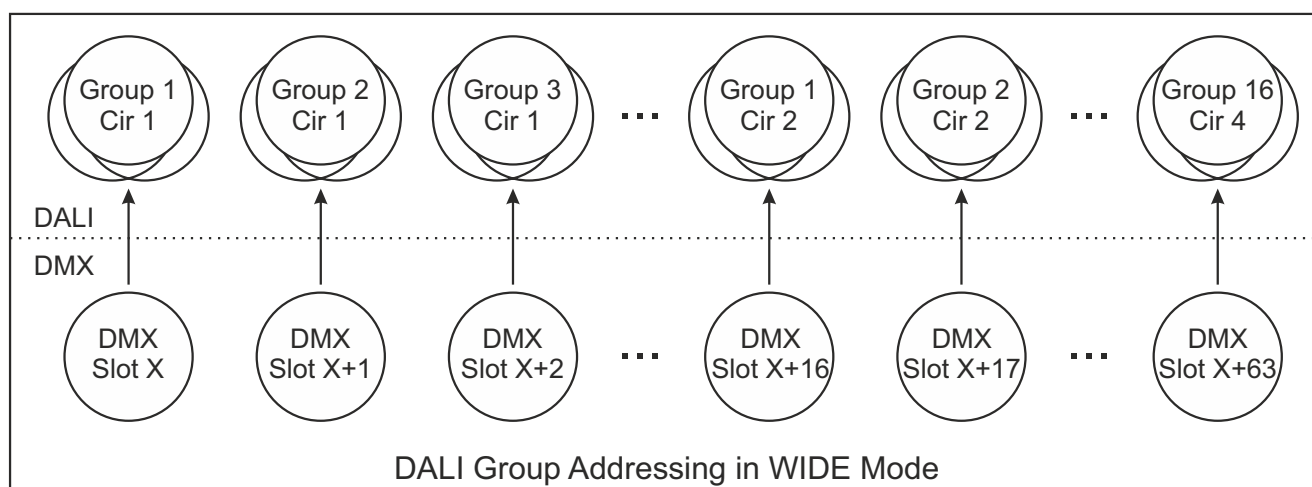 Group 1
Cir 1
Group 2
Cir 1
Group 3
Cir 1
...
Group 1
Cir 2
Group 2
Cir 2
...
Group 16
Cir 4
DALI
DMX
DMX
Slot X
DMX
Slot X+1
DMX
Slot X+2
...
DMX
Slot X+16
DMX
Slot X+17
...
DMX
Slot X+63
DALI Group Addressing in WIDE Mode